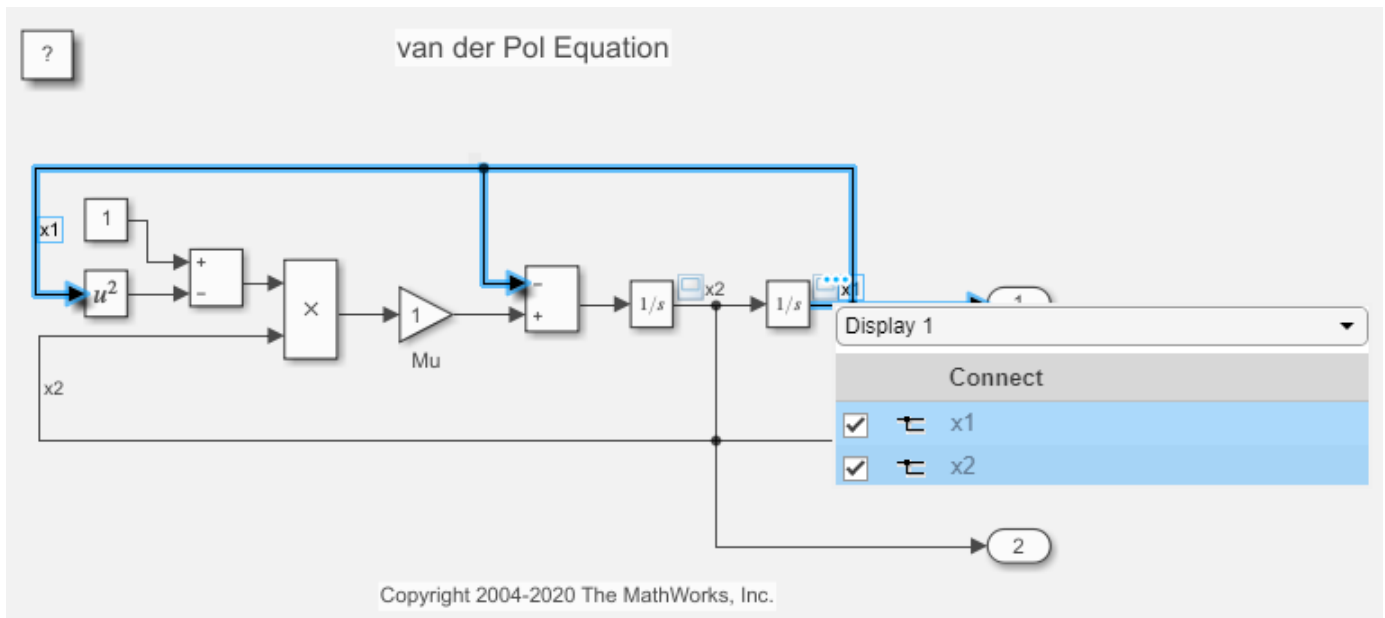 ?
van der Pol Equation
x1
1
+
−
u²
×
1
Mu
−
+
1/s
x2
1/s
x1
1
Display 1
Connect
x1
x2
x2
2
Copyright 2004-2020 The MathWorks, Inc.